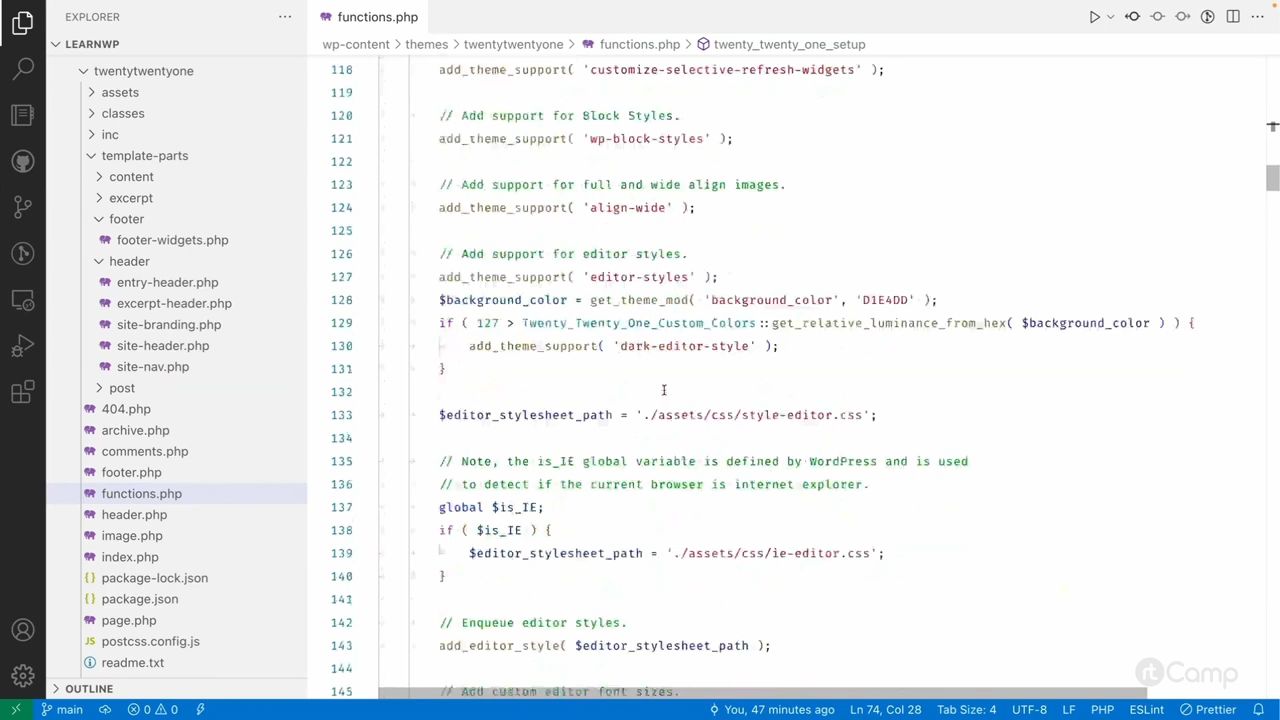 EXPLORER
functions.php
LEARNWP
wp-content > themes > twentytwentyone > functions.php > twenty_twenty_one_setup
twentytwentyone
assets
classes
inc
template-parts
content
excerpt
footer
footer-widgets.php
header
entry-header.php
excerpt-header.php
site-branding.php
site-header.php
site-nav.php
post
404.php
archive.php
comments.php
footer.php
functions.php
header.php
image.php
index.php
package-lock.json
package.json
page.php
JS postcss.config.js
readme.txt
OUTLINE
118 add_theme_support( 'customize-selective-refresh-widgets' );
119
120 // Add support for Block Styles.
121 add_theme_support( 'wp-block-styles' );
122
123 // Add support for full and wide align images.
124 add_theme_support( 'align-wide' );
125
126 // Add support for editor styles.
127 add_theme_support( 'editor-styles' );
128 $background_color = get_theme_mod( 'background_color', 'D1E4DD' );
129 if ( 127 > Twenty_Twenty_One_Custom_Colors::get_relative_luminance_from_hex( $background_color ) ) {
130 add_theme_support( 'dark-editor-style' );
131 }
132
133 $editor_stylesheet_path = './assets/css/style-editor.css';
134
135 // Note, the is_IE global variable is defined by WordPress and is used
136 // to detect if the current browser is internet explorer.
137 global $is_IE;
138 if ( $is_IE ) {
139 $editor_stylesheet_path = './assets/css/ie-editor.css';
140 }
141
142 // Enqueue editor styles.
143 add_editor_style( $editor_stylesheet_path );
144
145 // Add custom editor font sizes.
rtCamp
main 0 0 You, 47 minutes ago Ln 74, Col 28 Tab Size: 4 UTF-8 LF PHP ESLint Prettier